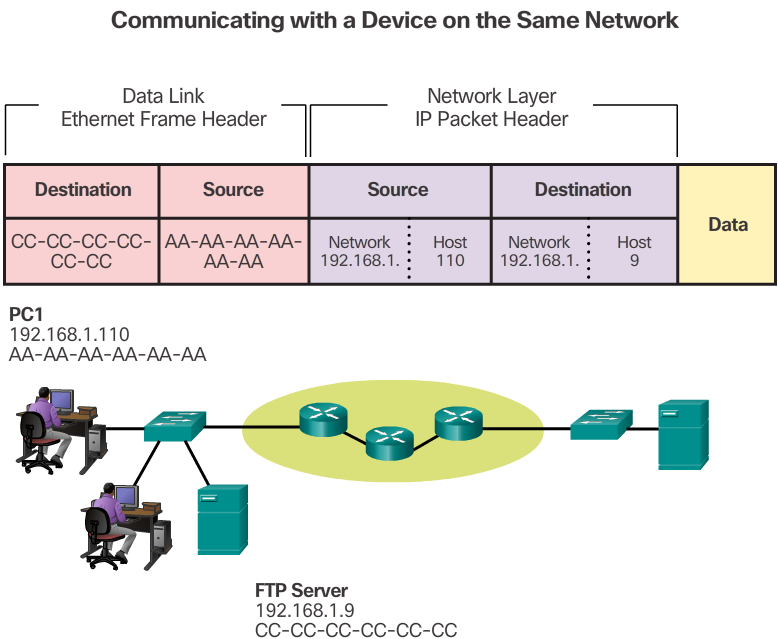 Communicating with a Device on the Same Network
Data Link
Ethernet Frame Header
Network Layer
IP Packet Header
Destination
Source
Source
Destination
Data
CC-CC-CC-CC-
CC-CC
AA-AA-AA-AA-
AA-AA
Network
192.168.1.
Host
110
Network
192.168.1.
Host
9
PC1
192.168.1.110
AA-AA-AA-AA-AA-AA
FTP Server
192.168.1.9
CC-CC-CC-CC-CC-CC